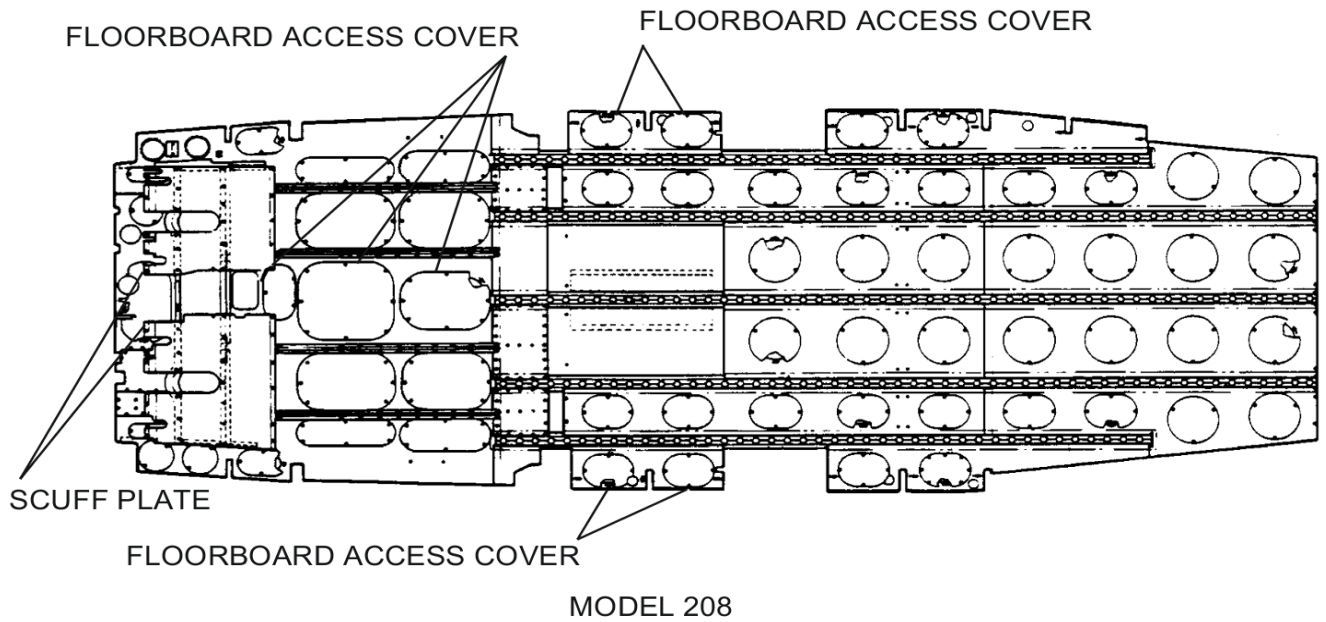 FLOORBOARD ACCESS COVER
FLOORBOARD ACCESS COVER
SCUFF PLATE
FLOORBOARD ACCESS COVER
MODEL 208